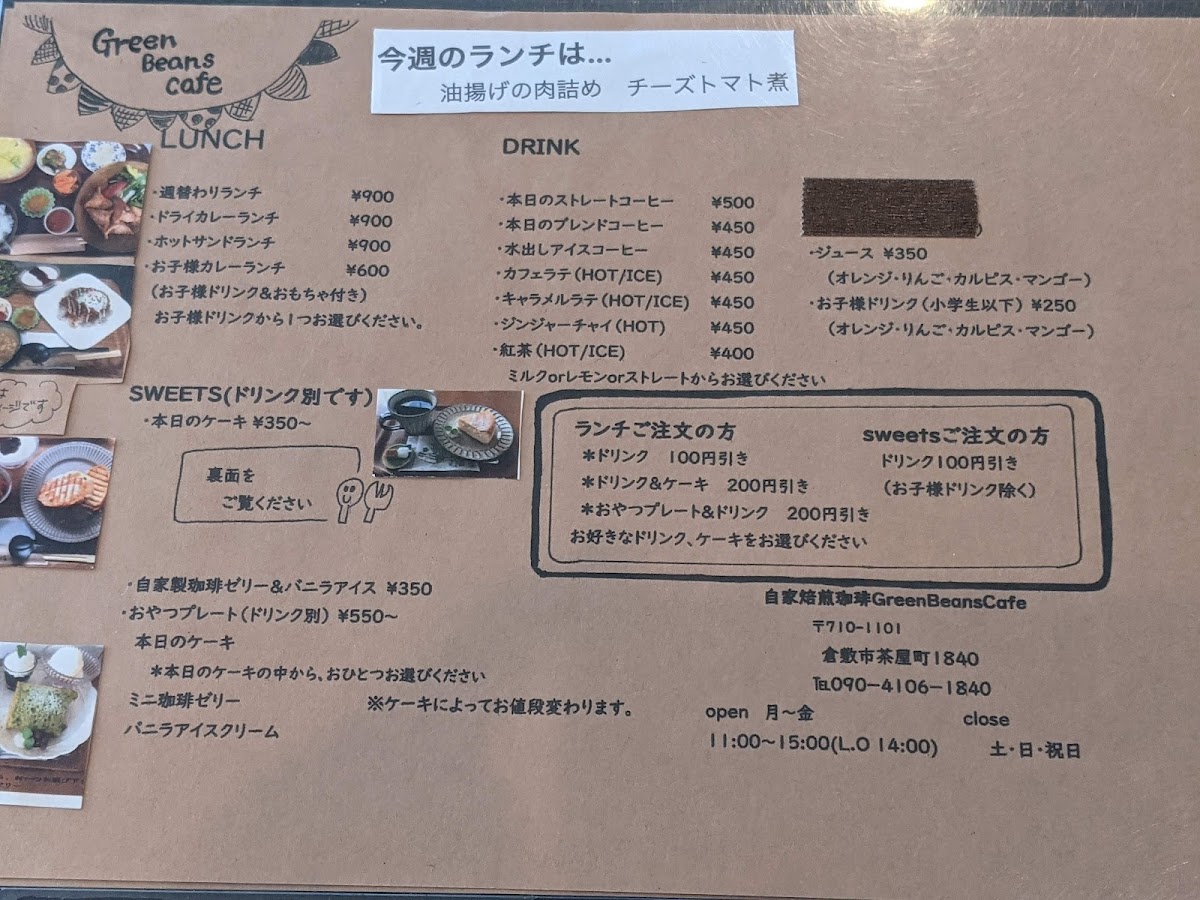 Green
Beans
cafe
今週のランチは...
油揚げの肉詰め　チーズトマト煮
LUNCH
・週替わりランチ ¥900
・ドライカレーランチ ¥900
・ホットサンドランチ ¥900
・お子様カレーランチ ¥600
(お子様ドリンク&おもちゃ付き)
お子様ドリンクから1つお選びください。
SWEETS(ドリンク別です)
・本日のケーキ ¥350～
裏面を
ご覧ください
・自家製珈琲ゼリー&バニラアイス ¥350
・おやつプレート(ドリンク別) ¥550～
本日のケーキ
＊本日のケーキの中から、おひとつお選びください
ミニ珈琲ゼリー
※ケーキによってお値段変わります。
バニラアイスクリーム
DRINK
・本日のストレートコーヒー ¥500
・本日のブレンドコーヒー ¥450
・水出しアイスコーヒー ¥450
・カフェラテ(HOT/ICE) ¥450
・キャラメルラテ(HOT/ICE) ¥450
・ジンジャーチャイ(HOT) ¥450
・紅茶(HOT/ICE) ¥400
ミルクorレモンorストレートからお選びください
・ジュース ¥350
(オレンジ・りんご・カルピス・マンゴー)
・お子様ドリンク(小学生以下) ¥250
(オレンジ・りんご・カルピス・マンゴー)
ランチご注文の方
＊ドリンク　100円引き
＊ドリンク&ケーキ　200円引き
＊おやつプレート&ドリンク　200円引き
お好きなドリンク、ケーキをお選びください
sweetsご注文の方
ドリンク100円引き
(お子様ドリンク除く)
自家焙煎珈琲GreenBeansCafe
〒710-1101
倉敷市茶屋町1840
℡090-4106-1840
open　月～金
11:00～15:00(L.O 14:00)
close
土・日・祝日